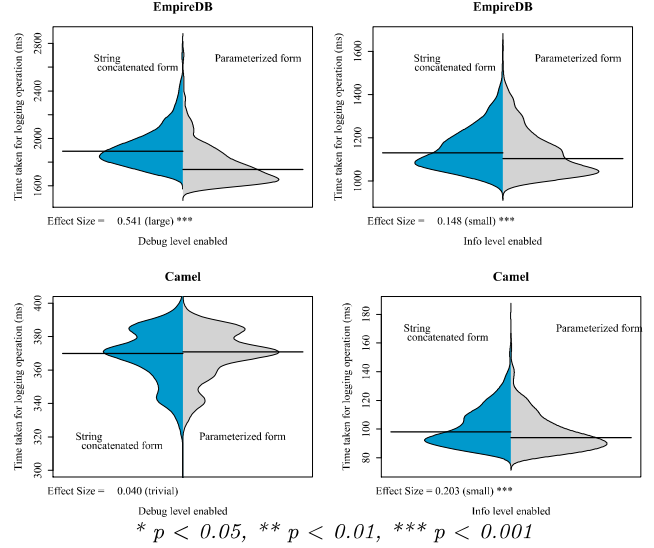 EmpireDB
Time taken for logging operation (ms)
2800
2400
2000
1600
String
concatenated form
Parameterized form
Effect Size = 0.541 (large) ***
Debug level enabled
EmpireDB
Time taken for logging operation (ms)
1600
1400
1200
1000
String
concatenated form
Parameterized form
Effect Size = 0.148 (small) ***
Info level enabled
Camel
Time taken for logging operation (ms)
400
380
360
340
320
300
String
concatenated form
Parameterized form
Effect Size = 0.040 (trivial)
Debug level enabled
Camel
Time taken for logging operation (ms)
180
160
140
120
100
80
String
concatenated form
Parameterized form
Effect Size = 0.203 (small) ***
Info level enabled
* p < 0.05, ** p < 0.01, *** p < 0.001